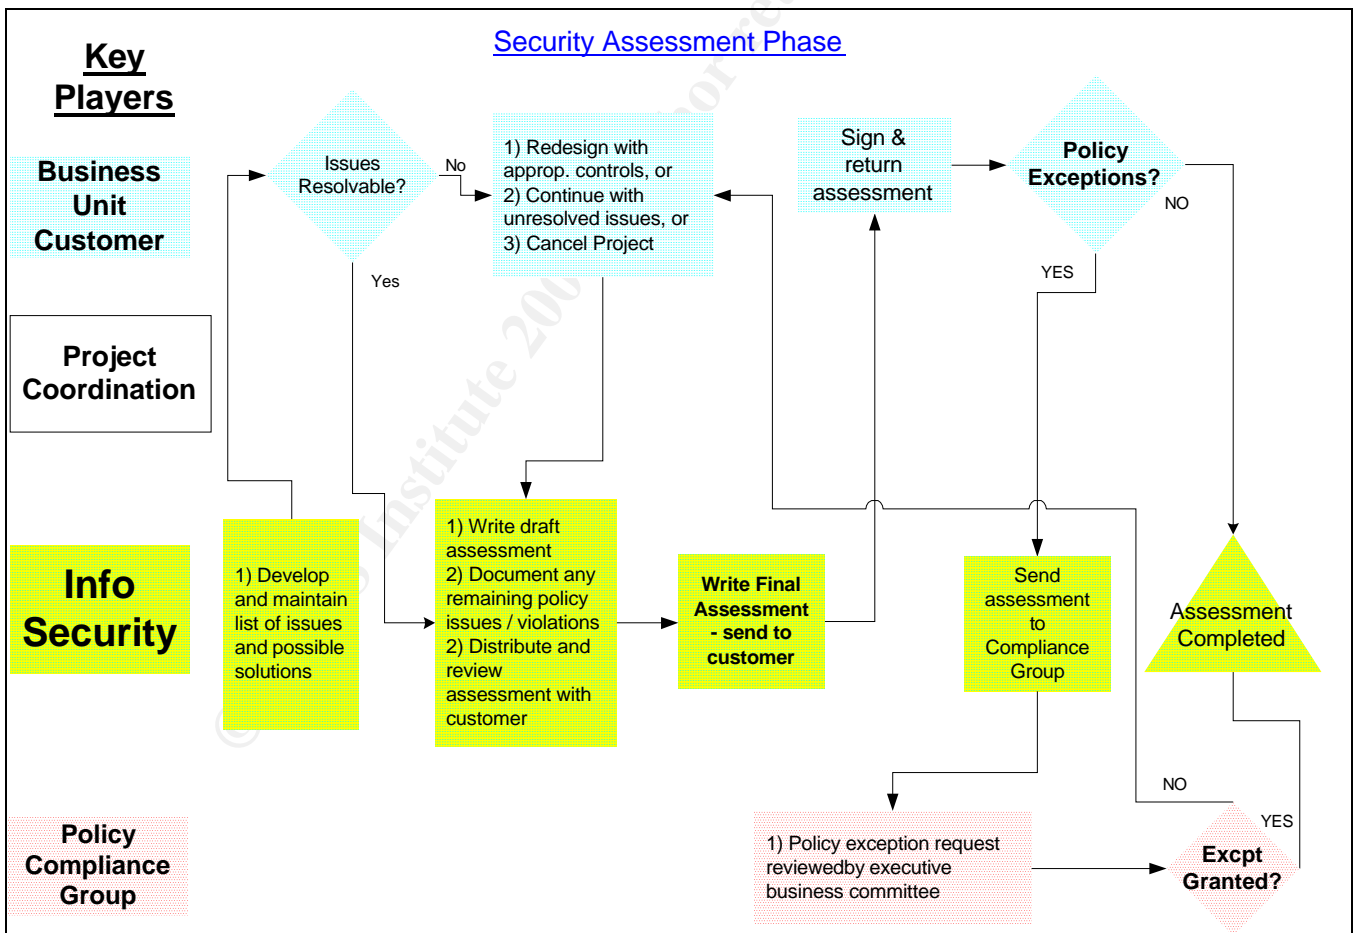 Security Assessment Phase
Key
Players
Business
Unit
Customer
Issues
Resolvable?
No
Yes
1) Redesign with
approp. controls, or
2) Continue with
unresolved issues, or
3) Cancel Project
Sign &
return
assessment
Policy
Exceptions?
NO
YES
Project
Coordination
Info
Security
1) Develop
and maintain
list of issues
and possible
solutions
1) Write draft
assessment
2) Document any
remaining policy
issues / violations
2) Distribute and
review
assessment with
customer
Write Final
Assessment
- send to
customer
Send
assessment
to
Compliance
Group
Assessment
Completed
Policy
Compliance
Group
1) Policy exception request
reviewedby executive
business committee
NO
YES
Excpt
Granted?
Institute 200